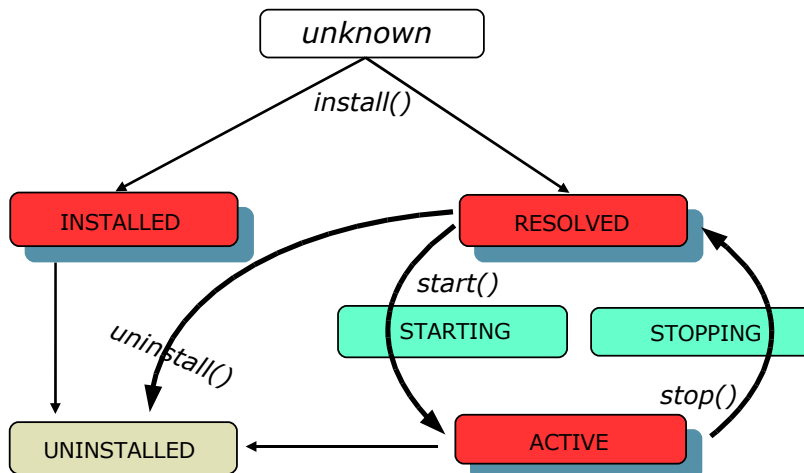 unknown
install()
INSTALLED
RESOLVED
start()
STARTING
STOPPING
uninstall()
stop()
UNINSTALLED
ACTIVE